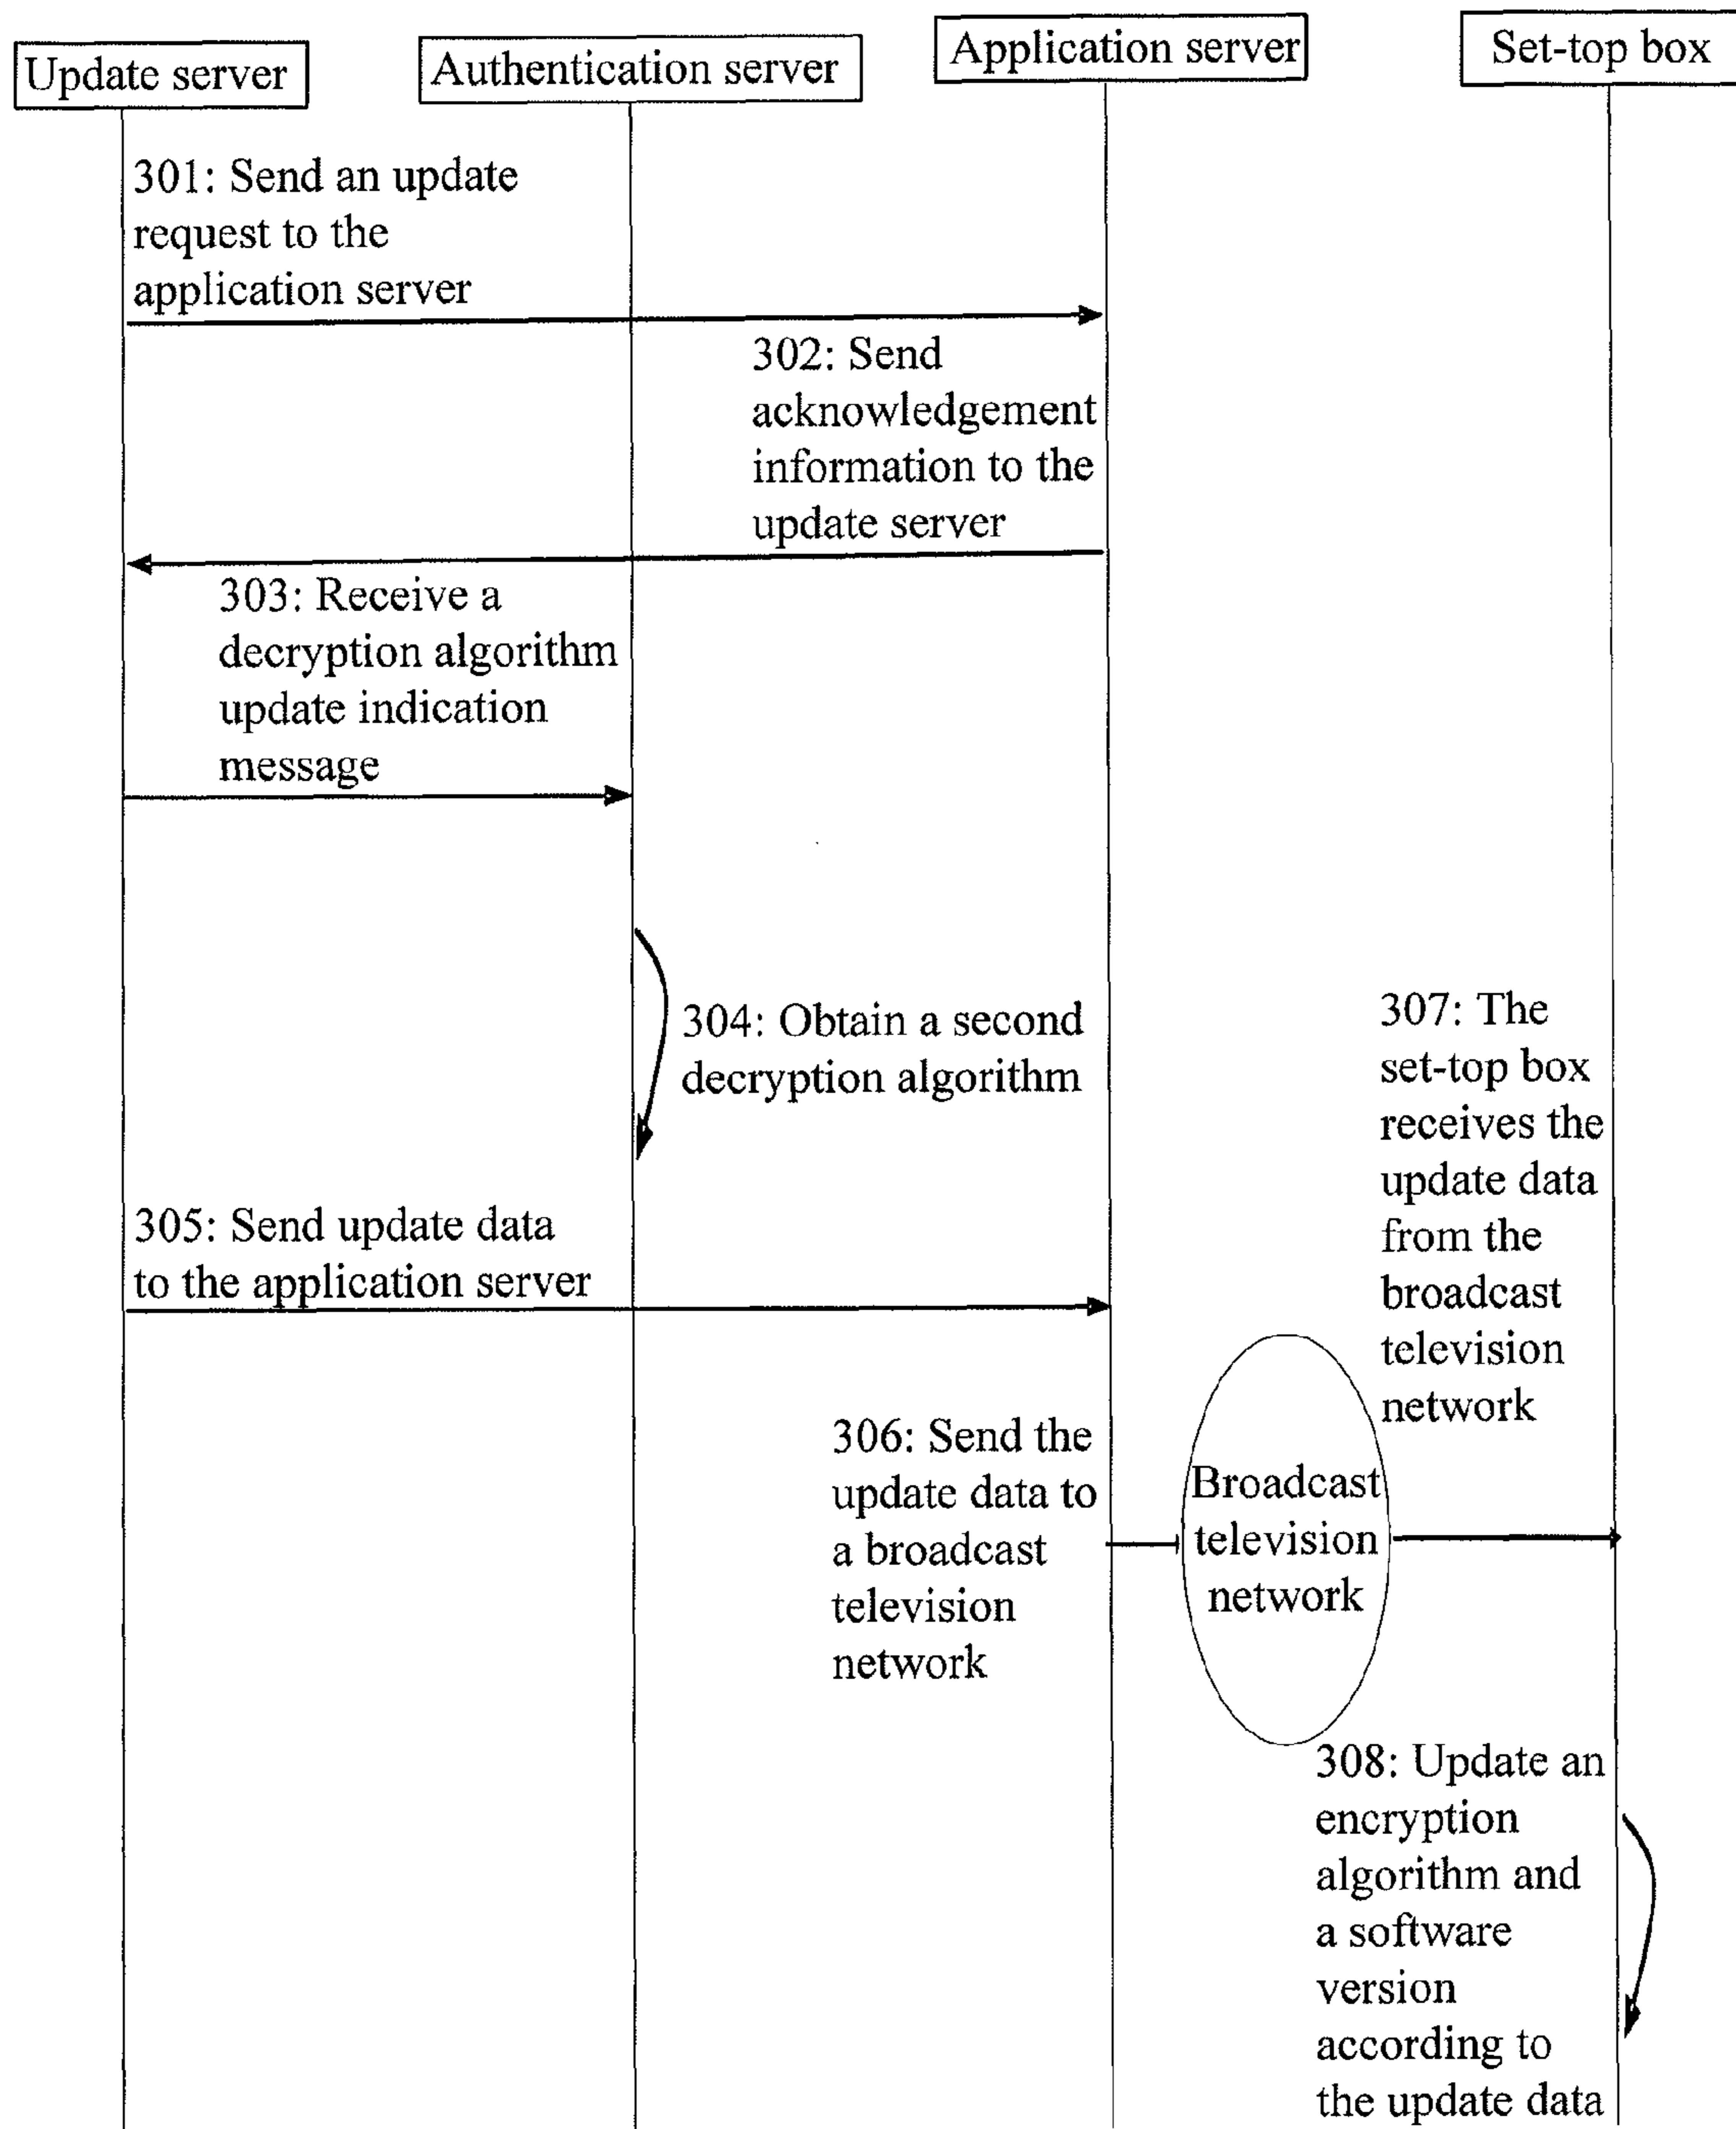 Update server
Authentication server
Application server
Set-top box
301: Send an update
request to the
application server
302: Send
acknowledgement
information to the
update server
303: Receive a
decryption algorithm
update indication
message
304: Obtain a second
decryption algorithm
305: Send update data
to the application server
306: Send the
update data to
a broadcast
television
network
Broadcast
television
network
307: The
set-top box
receives the
update data
from the
broadcast
television
network
308: Update an
encryption
algorithm and
a software
version
according to
the update data